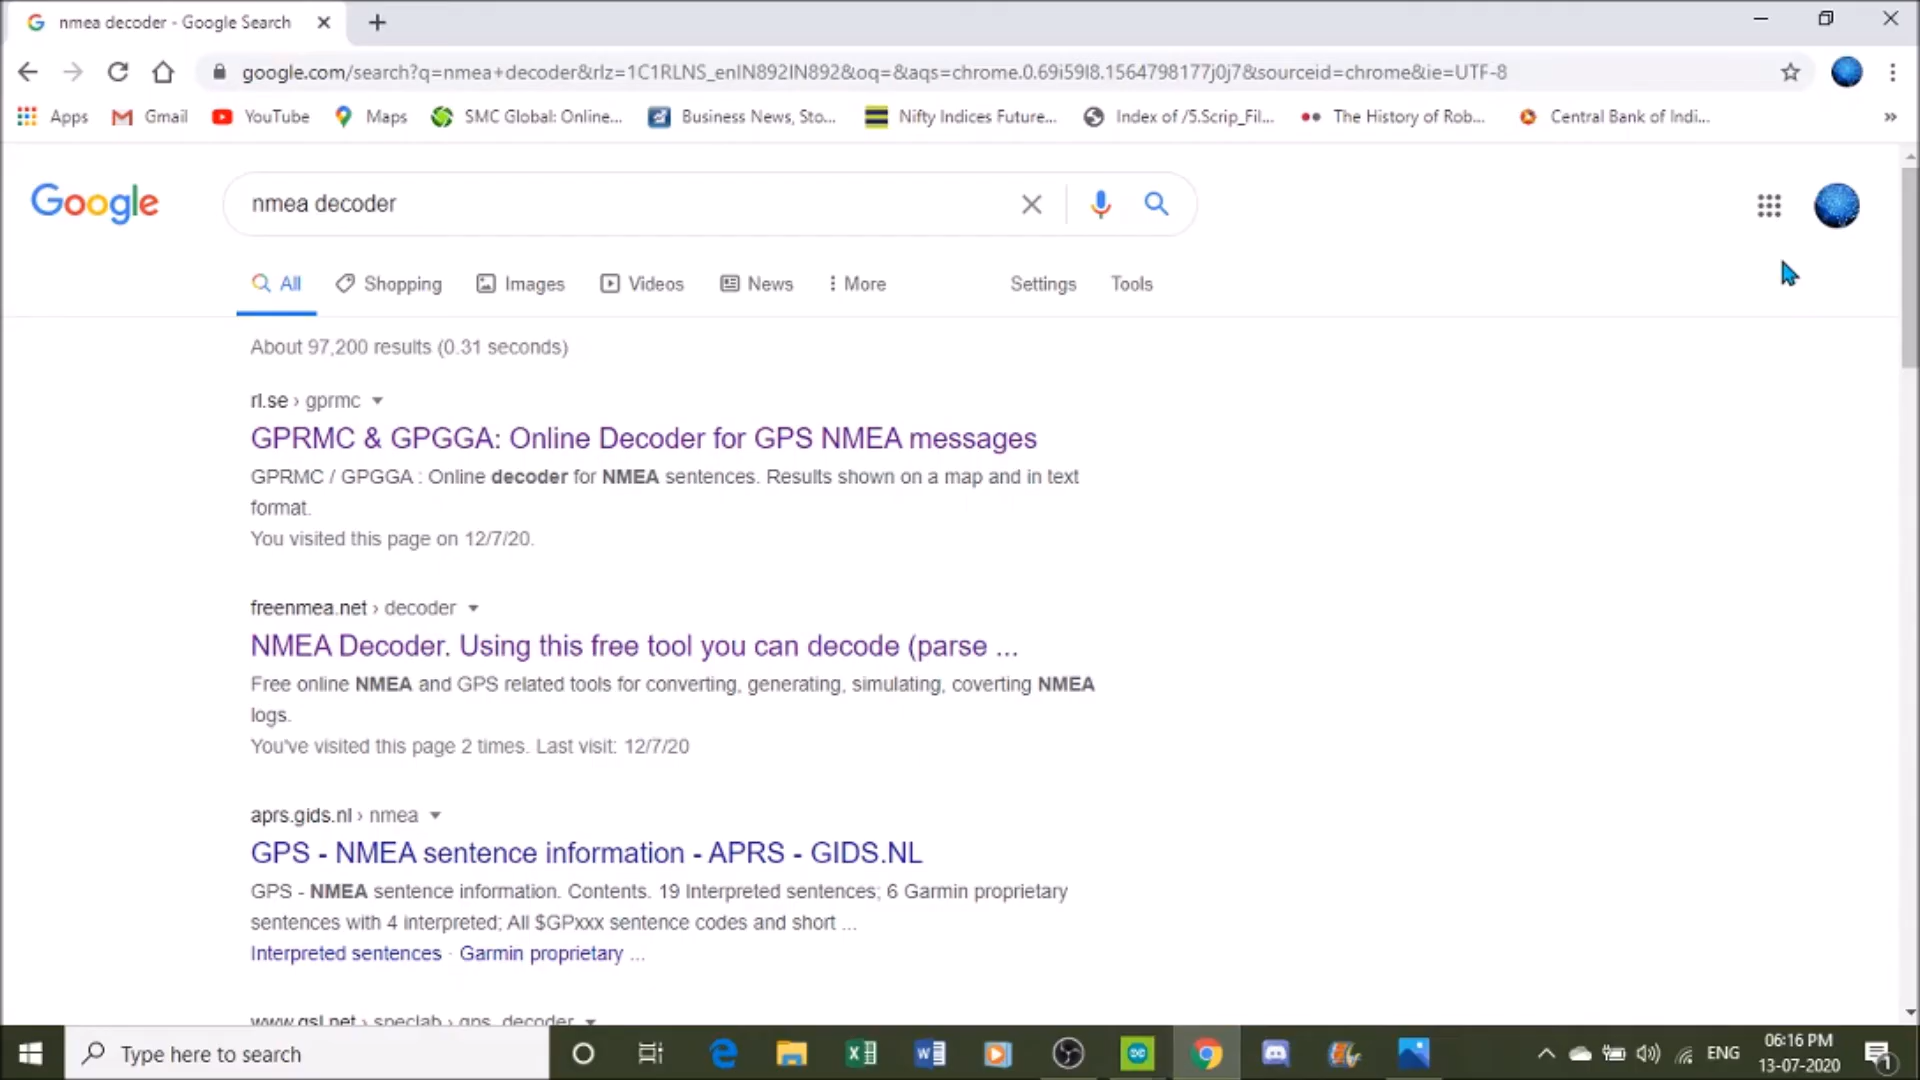 nmea decoder - Google Search
google.com/search?q=nmea+decoder&rlz=1C1RLNS_enIN892IN892&oq=&aqs=chrome.0.69i59l8.1564798177j0j7&sourceid=chrome&ie=UTF-8
Apps Gmail YouTube Maps SMC Global: Online... Business News, Sto... Nifty Indices Future... Index of /5.Scrip_Fil... The History of Rob... Central Bank of Indi... »
Google nmea decoder
All Shopping Images Videos News More Settings Tools
About 97,200 results (0.31 seconds)
rl.se › gprmc
GPRMC & GPGGA: Online Decoder for GPS NMEA messages
GPRMC / GPGGA : Online decoder for NMEA sentences. Results shown on a map and in text
format.
You visited this page on 12/7/20.
freenmea.net › decoder
NMEA Decoder. Using this free tool you can decode (parse ...
Free online NMEA and GPS related tools for converting, generating, simulating, coverting NMEA
logs.
You've visited this page 2 times. Last visit: 12/7/20
aprs.gids.nl › nmea
GPS - NMEA sentence information - APRS - GIDS.NL
GPS - NMEA sentence information. Contents. 19 Interpreted sentences; 6 Garmin proprietary
sentences with 4 interpreted; All $GPxxx sentence codes and short ...
Interpreted sentences · Garmin proprietary ...
www.qsl.net › speclab › gps_decoder
Type here to search
ENG
06:16 PM
13-07-2020
1